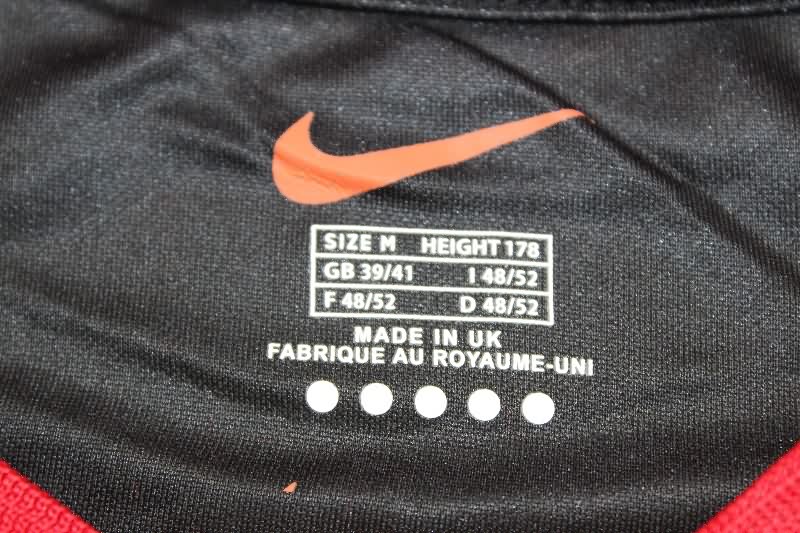 SIZE M HEIGHT 178
GB 39/41 I 48/52
F 48/52 D 48/52
MADE IN UK
FABRIQUE AU ROYAUME-UNI